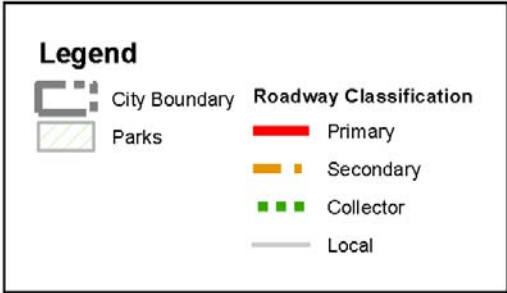 Legend
City Boundary
Parks
Roadway Classification
Primary
Secondary
Collector
Local